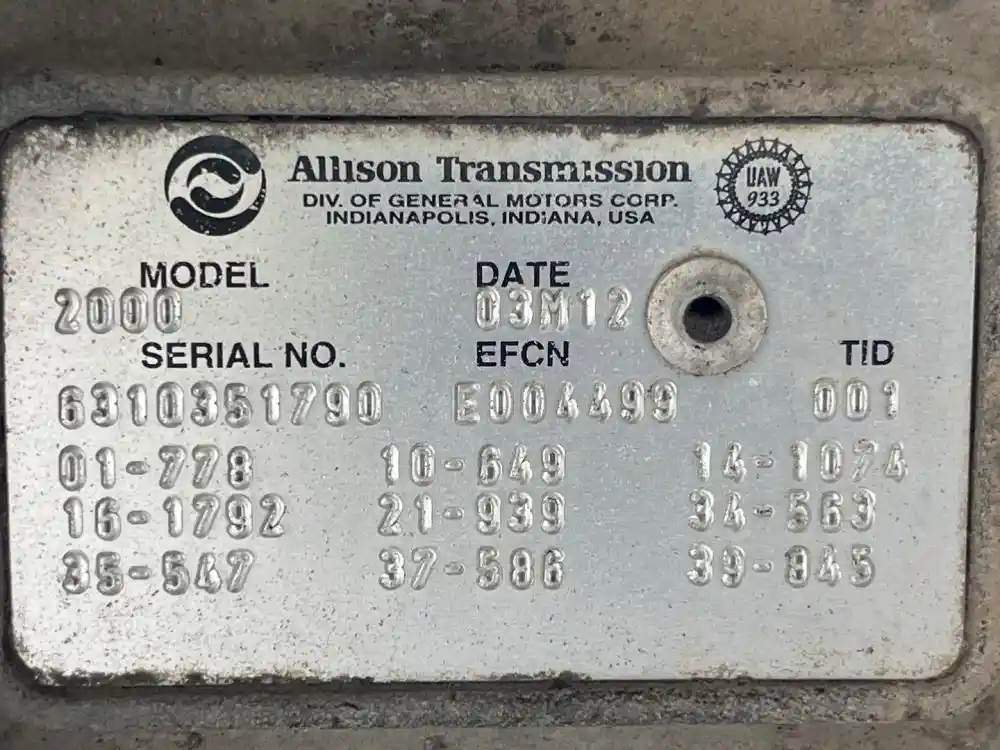 Allison Transmission
DIV. OF GENERAL MOTORS CORP.
INDIANAPOLIS, INDIANA, USA
UAW
933
MODEL DATE
2000 03M12
SERIAL NO. EFCN TID
6310351790 E004499 001
01-778 10-649 14-1074
16-1792 21-939 34-563
35-547 37-586 39-845